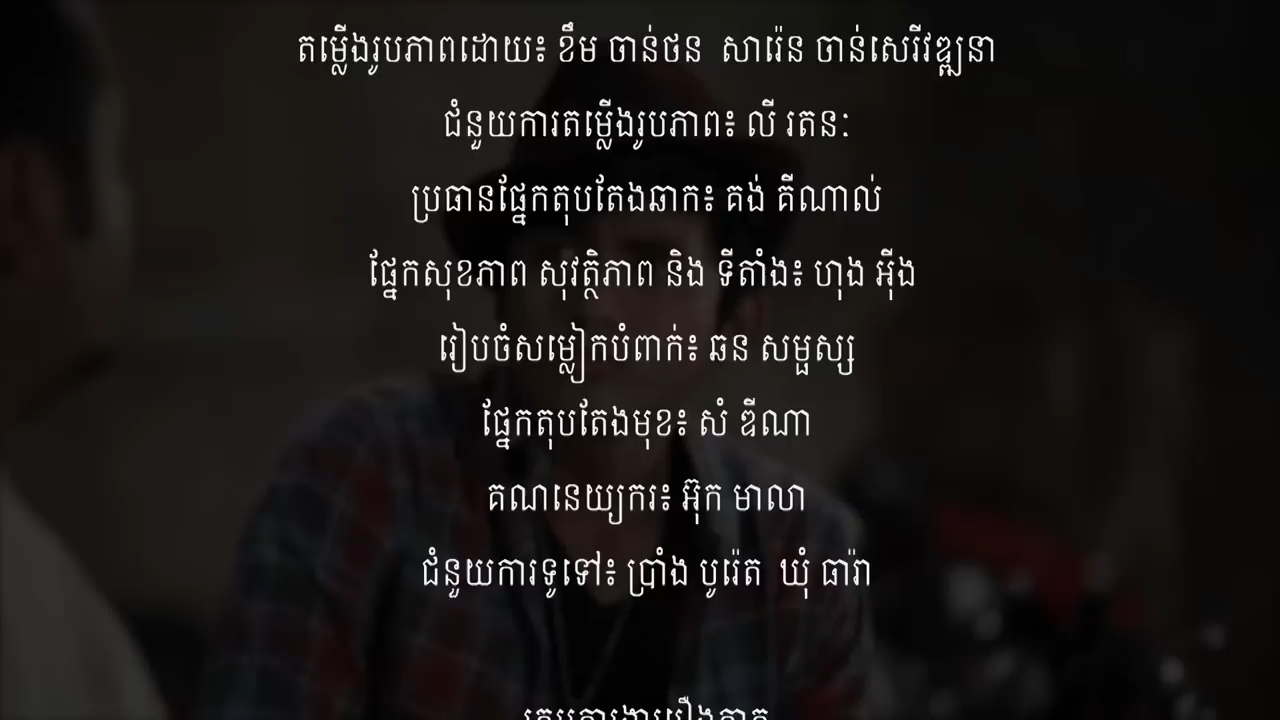 តម្លើងរូបភាពដោយ៖ ខឹម ចាន់ថន សារ៉េន ចាន់សេរីវឌ្ឍនា
ជំនួយការតម្លើងរូបភាព៖ លី រតនៈ
ប្រធានផ្នែកតុបតែងឆាក៖ គង់ គីណាល់
ផ្នែកសុខភាព សុវត្ថិភាព និង ទីតាំង៖ ហុង អ៊ីង
រៀបចំសម្លៀកបំពាក់៖ ឆន សម្ផស្ស
ផ្នែកតុបតែងមុខ៖ សំ ឌីណា
គណនេយ្យករ៖ អ៊ុក មាលា
ជំនួយការទូទៅ៖ ប្រាំង បូរ៉េត ឃុំ ធារ៉ា